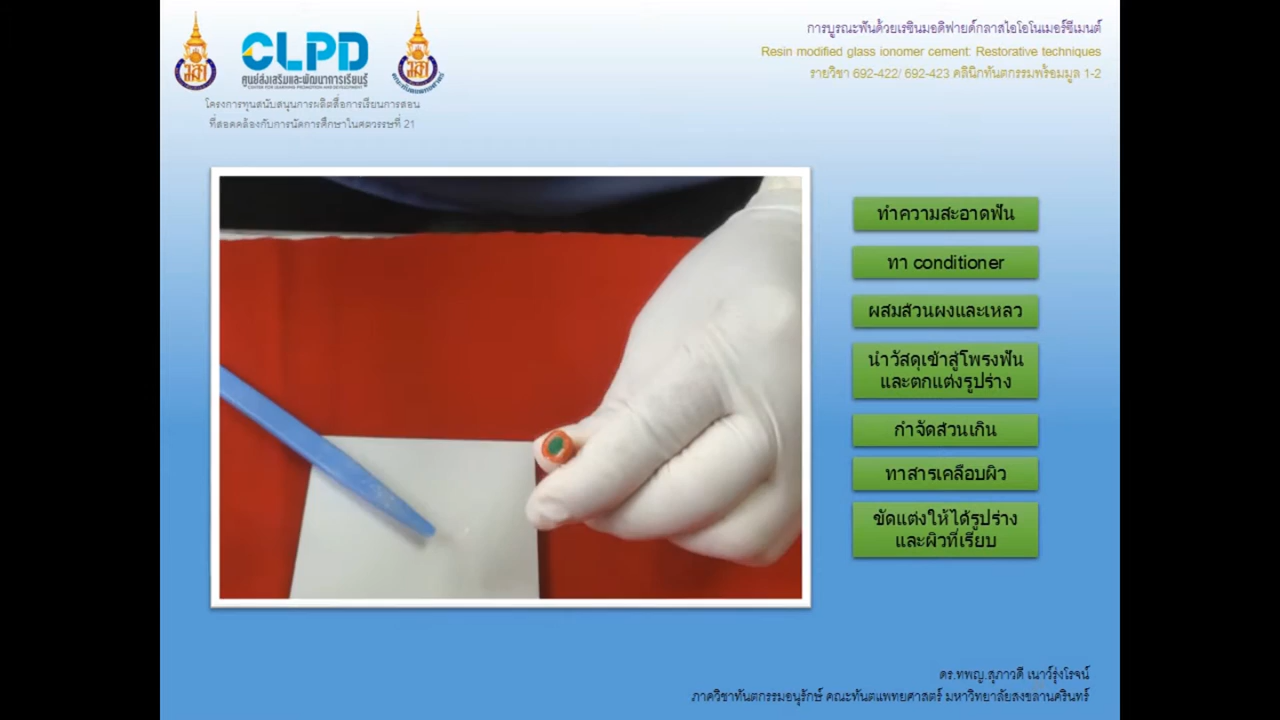 CLPD
ศูนย์ส่งเสริมและพัฒนาการเรียนรู้
โครงการทุนสนับสนุนการผลิตสื่อการเรียนการสอน
ที่สอดคล้องกับการจัดการศึกษาในศตวรรษที่ 21
การบูรณะฟันด้วยเรซินมอดิฟายด์กลาสไอโอโนเมอร์ซีเมนต์
Resin modified glass ionomer cement: Restorative techniques
รายวิชา 692-422/ 692-423 คลินิกทันตกรรมพร้อมมูล 1-2
ทำความสะอาดฟัน
ทา conditioner
ผสมส่วนผงและเหลว
นำวัสดุเข้าสู่โพรงฟัน
และตกแต่งรูปร่าง
กำจัดส่วนเกิน
ทาสารเคลือบผิว
ขัดแต่งให้ได้รูปร่าง
และผิวที่เรียบ
ดร.ทพญ.สุภาวดี เนาว์รุ่งโรจน์
ภาควิชาทันตกรรมอนุรักษ์ คณะทันตแพทยศาสตร์ มหาวิทยาลัยสงขลานครินทร์